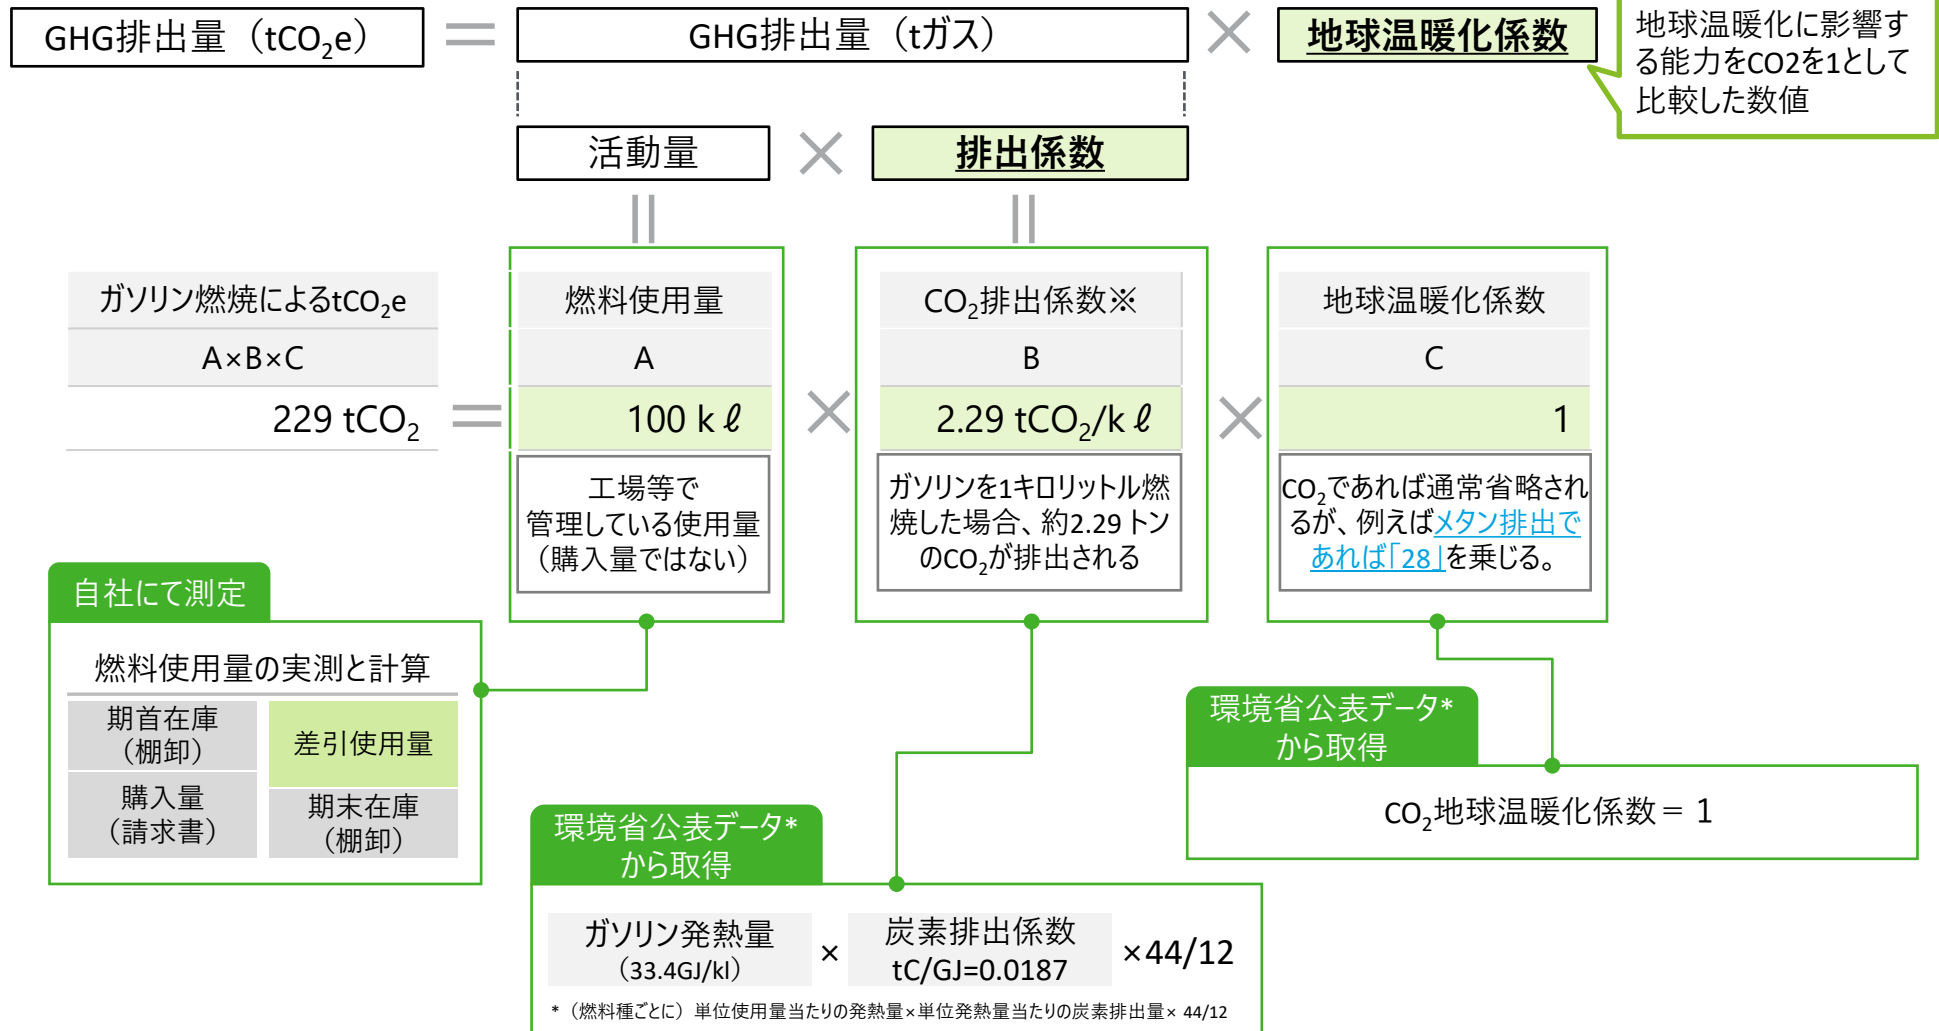 GHG排出量（tCO₂e）
＝
GHG排出量（tガス）
×
地球温暖化係数
地球温暖化に影響す
る能力をCO2を1として
比較した数値
活動量
×
排出係数
ガソリン燃焼によるtCO₂e
A×B×C
229 tCO₂
＝
燃料使用量
A
100 kℓ
工場等で
管理している使用量
（購入量ではない）
×
CO₂排出係数※
B
2.29 tCO₂/kℓ
ガソリンを1キロリットル燃
焼した場合、約2.29 トン
のCO₂が排出される
×
地球温暖化係数
C
1
CO₂であれば通常省略され
るが、例えばメタン排出で
あれば「28」を乗じる。
自社にて測定
燃料使用量の実測と計算
期首在庫
（棚卸）
差引使用量
購入量
（請求書）
期末在庫
（棚卸）
環境省公表データ*
から取得
ガソリン発熱量
（33.4GJ/kl）
×
炭素排出係数
tC/GJ=0.0187
×44/12
*（燃料種ごとに）単位使用量当たりの発熱量×単位発熱量当たりの炭素排出量× 44/12
環境省公表データ*
から取得
CO₂地球温暖化係数＝ 1